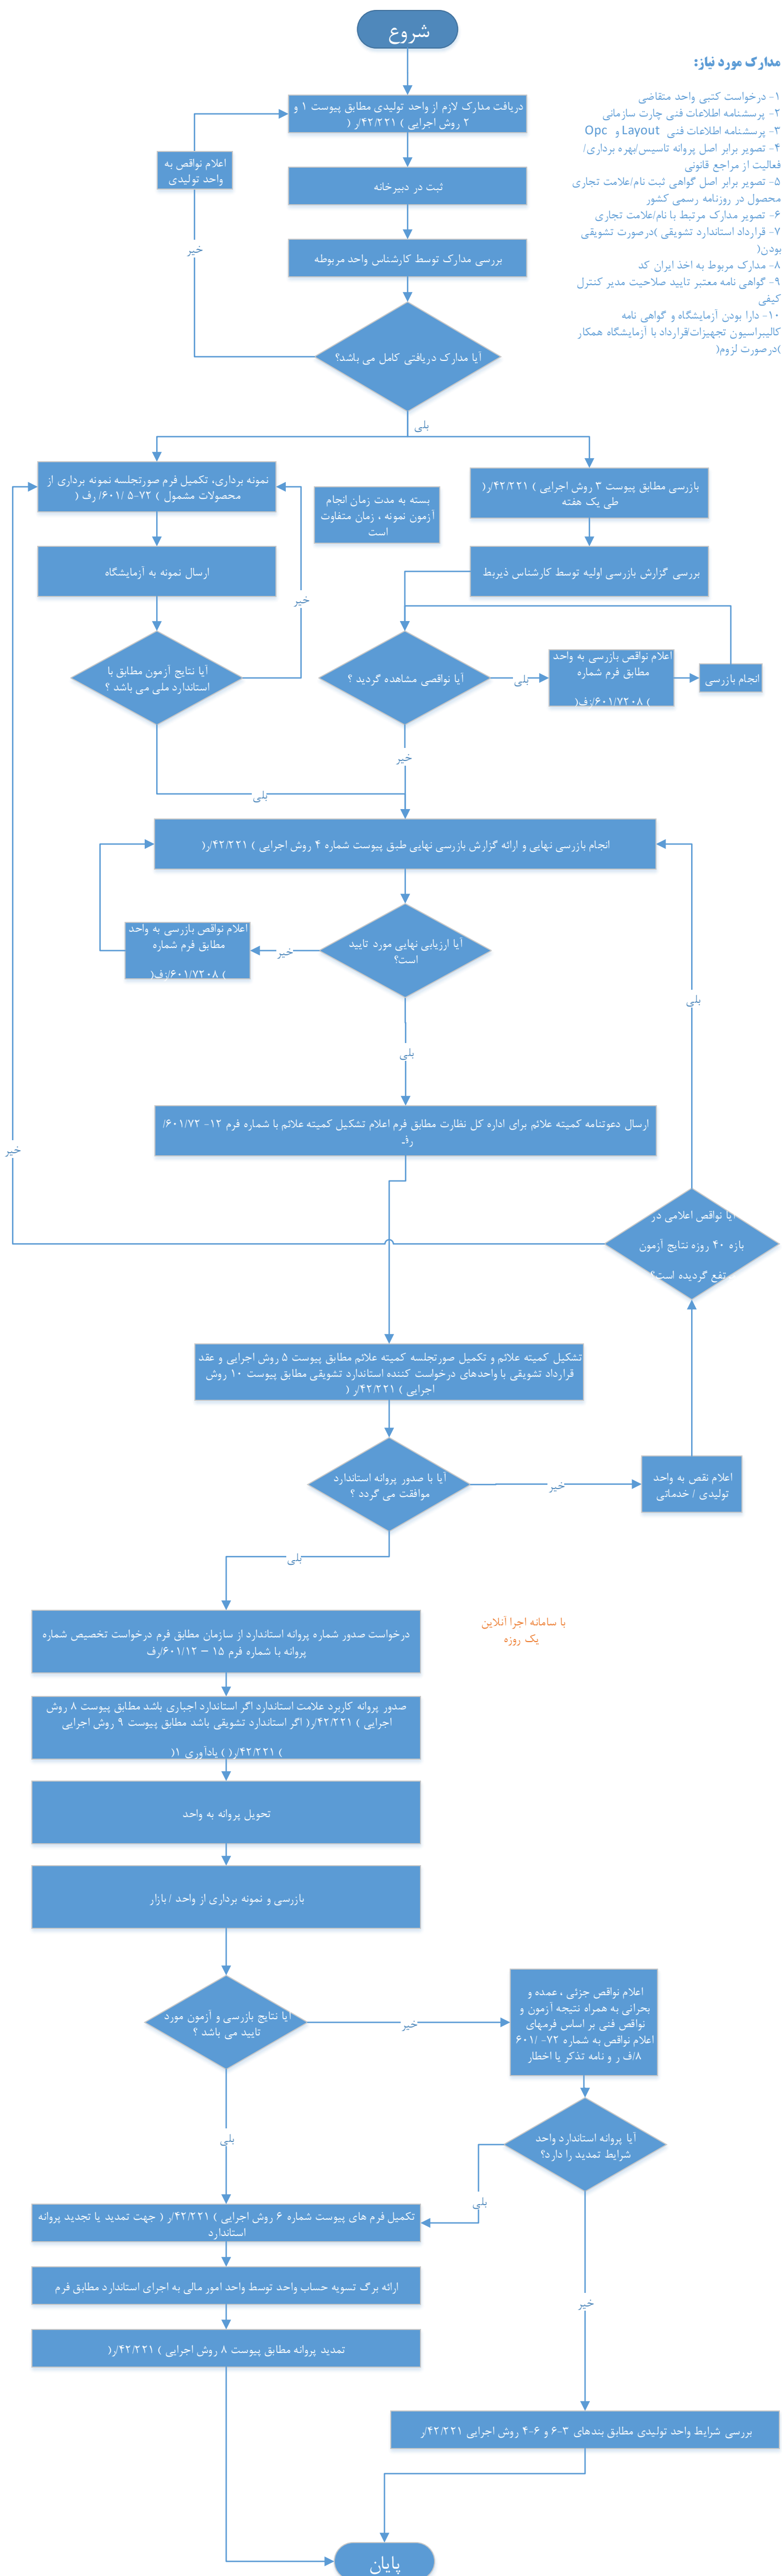 شروع
مدارک مورد نیاز:
۱- درخواست کتبی واحد متقاضی
۲- پرسشنامه اطلاعات فنی چارت سازمانی
۳- پرسشنامه اطلاعات فنی Layout و Opc
۴- تصویر برابر اصل پروانه تاسیس/بهره برداری/
فعالیت از مراجع قانونی
۵- تصویر برابر اصل گواهی ثبت نام/علامت تجاری
محصول در روزنامه رسمی کشور
۶- تصویر مدارک مرتبط با نام/علامت تجاری
۷- قرارداد استاندارد تشویقی )درصورت تشویقی
بودن(
۸- مدارک مربوط به اخذ ایران کد
۹- گواهی نامه معتبر تایید صلاحیت مدیر کنترل
کیفی
۱۰- دارا بودن آزمایشگاه و گواهی نامه
کالیبراسیون تجهیزات/قرارداد با آزمایشگاه همکار
)درصورت لزوم(
دریافت مدارک لازم از واحد تولیدی مطابق پیوست ۱ و
۲ روش اجرایی ) ۴۲/۲۲۱/ر (
اعلام نواقص به
واحد تولیدی
ثبت در دبیرخانه
خیر
بررسی مدارک توسط کارشناس واحد مربوطه
آیا مدارک دریافتی کامل می باشد؟
بلی
نمونه برداری، تکمیل فرم صورتجلسه نمونه برداری از
محصولات مشمول ) ۷۲-۵ /۶۰۱/ رف (
بسته به مدت زمان انجام
آزمون نمونه ، زمان متفاوت
است
بازرسی مطابق پیوست ۳ روش اجرایی ) ۴۲/۲۲۱/ر(
طی یک هفته
ارسال نمونه به آزمایشگاه
بررسی گزارش بازرسی اولیه توسط کارشناس ذیربط
خیر
آیا نتایج آزمون مطابق با
استاندارد ملی می باشد ؟
آیا نواقصی مشاهده گردید ؟
بلی
اعلام نواقص بازرسی به واحد
مطابق فرم شماره
) ۶۰۱/۷۲۰۸/زف(
انجام بازرسی
خیر
بلی
انجام بازرسی نهایی و ارائه گزارش بازرسی نهایی طبق پیوست شماره ۴ روش اجرایی ) ۴۲/۲۲۱/ر(
آیا ارزیابی نهایی مورد تایید
است؟
خیر
اعلام نواقص بازرسی به واحد
مطابق فرم شماره
) ۶۰۱/۷۲۰۸/زف(
بلی
بلی
ارسال دعوتنامه کمیته علائم برای اداره کل نظارت مطابق فرم اعلام تشکیل کمیته علائم با شماره فرم ۱۲- ۶۰۱/۷۲/
رف
خیر
آیا نواقص اعلامی در
بازه ۴۰ روزه نتایج آزمون
تفع گردیده است؟
تشکیل کمیته علائم و تکمیل صورتجلسه کمیته علائم مطابق پیوست ۵ روش اجرایی و عقد
قرارداد تشویقی با واحدهای درخواست کننده استاندارد تشویقی مطابق پیوست ۱۰ روش
اجرایی ) ۴۲/۲۲۱/ر (
آیا با صدور پروانه استاندارد
موافقت می گردد ؟
خیر
اعلام نقص به واحد
تولیدی / خدماتی
بلی
درخواست صدور شماره پروانه استاندارد از سازمان مطابق فرم درخواست تخصیص شماره
پروانه با شماره فرم ۱۵ – ۶۰۱/۱۲/رف
با سامانه اجرا آنلاین
یک روزه
صدور پروانه کاربرد علامت استاندارد اگر استاندارد اجباری باشد مطابق پیوست ۸ روش
اجرایی ) ۴۲/۲۲۱/ر( اگر استاندارد تشویقی باشد مطابق پیوست ۹ روش اجرایی
) ۴۲/۲۲۱/ر( ) یادآوری ۱(
تحویل پروانه به واحد
بازرسی و نمونه برداری از واحد / بازار
آیا نتایج بازرسی و آزمون مورد
تایید می باشد ؟
خیر
اعلام نواقص جزئی ، عمده و
بحرانی به همراه نتیجه آزمون و
نواقص فنی بر اساس فرمهای
اعلام نواقص به شماره ۷۲- /۶۰۱
۸/ف ر و نامه تذکر یا اخطار
آیا پروانه استاندارد واحد
شرایط تمدید را دارد؟
بلی
بلی
تکمیل فرم های پیوست شماره ۶ روش اجرایی ) ۴۲/۲۲۱/ر ( جهت تمدید یا تجدید پروانه
استاندارد
ارائه برگ تسویه حساب واحد توسط واحد امور مالی به اجرای استاندارد مطابق فرم
خیر
تمدید پروانه مطابق پیوست ۸ روش اجرایی ) ۴۲/۲۲۱/ر(
بررسی شرایط واحد تولیدی مطابق بندهای ۳-۶ و ۶-۴ روش اجرایی ۴۲/۲۲۱/ر
پایان